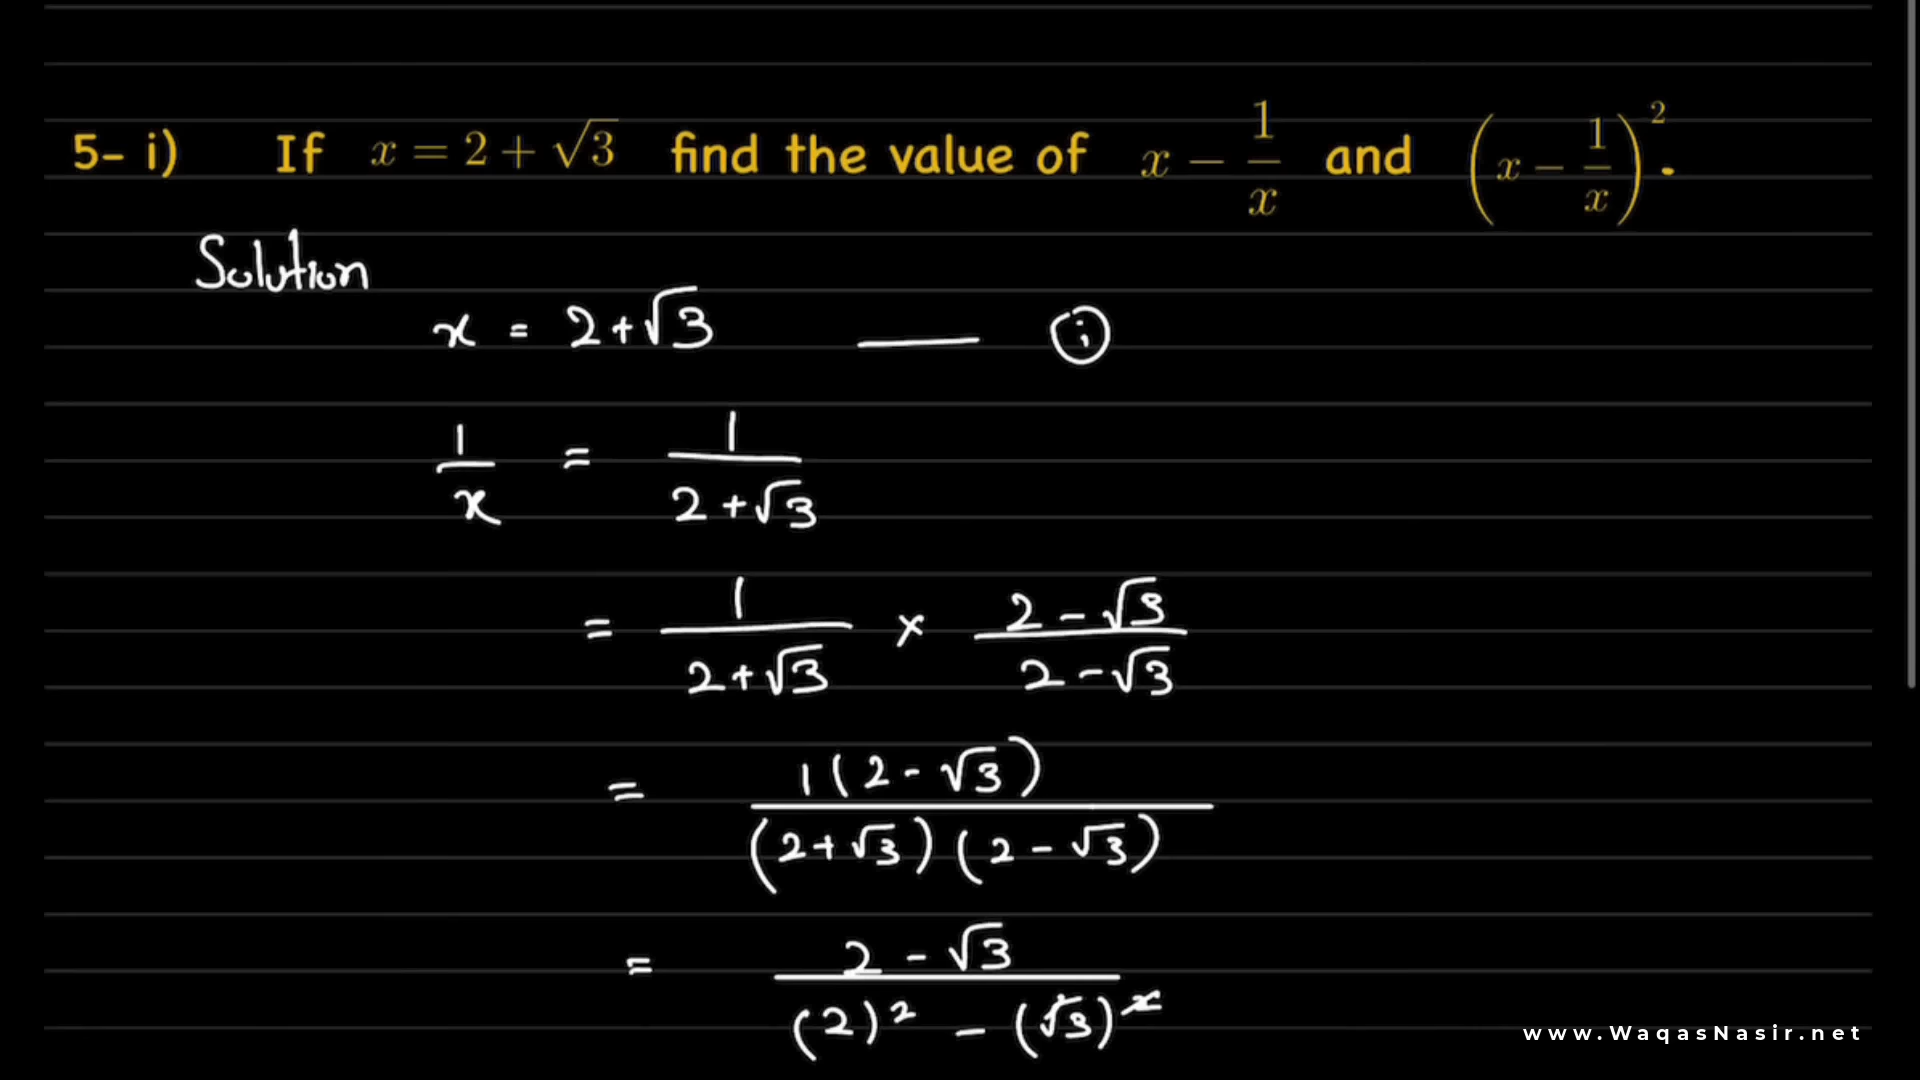 5- i) If x = 2 + √3 find the value of x − 1/x and (x − 1/x)².
Solution
x = 2+√3 —— (i)
1/x = 1/(2+√3)
= 1/(2+√3) × (2−√3)/(2−√3)
= 1(2−√3)/((2+√3)(2−√3))
= (2−√3)/((2)² − (√3)²)
www.WaqasNasir.net